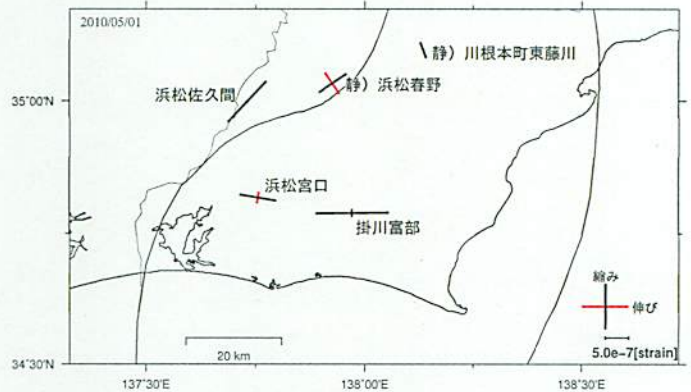 2010/05/01
静）川根本町東藤川
静）浜松春野
浜松佐久間
35°00'N
浜松宮口
掛川富部
縮み
伸び
5.0e-7[strain]
20 km
34°30'N
137°30'E
138°00'E
138°30'E